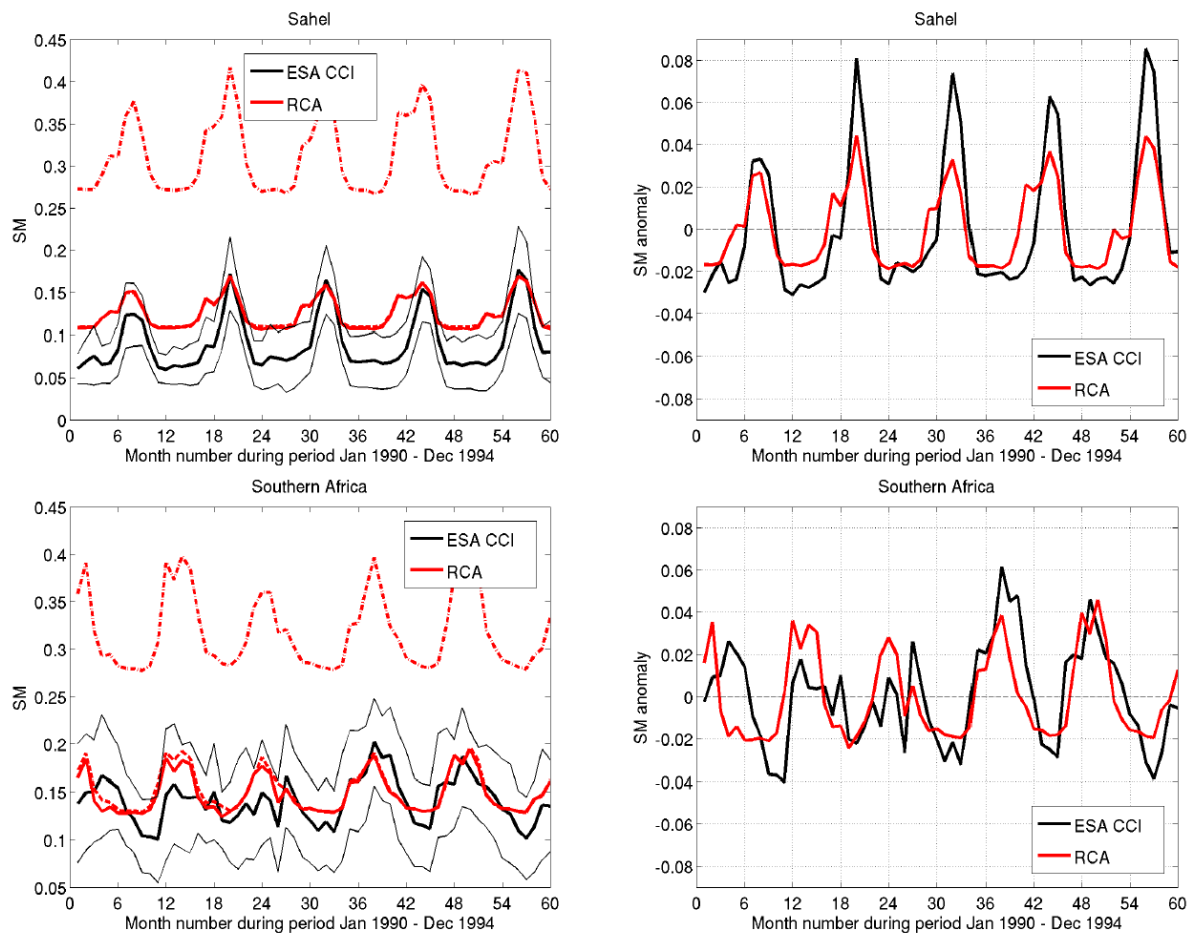 Sahel
0.45
0.4
0.35
0.3
0.25
0.2
0.15
0.1
0.05
0
SM
ESA CCI
RCA
0 6 12 18 24 30 36 42 48 54 60
Month number during period Jan 1990 - Dec 1994
Sahel
0.08
0.06
0.04
0.02
0
-0.02
-0.04
-0.06
-0.08
SM anomaly
ESA CCI
RCA
0 6 12 18 24 30 36 42 48 54 60
Month number during period Jan 1990 - Dec 1994
Southern Africa
0.45
0.4
0.35
0.3
0.25
0.2
0.15
0.1
0.05
SM
ESA CCI
RCA
0 6 12 18 24 30 36 42 48 54 60
Month number during period Jan 1990 - Dec 1994
Southern Africa
0.08
0.06
0.04
0.02
0
-0.02
-0.04
-0.06
-0.08
SM anomaly
ESA CCI
RCA
0 6 12 18 24 30 36 42 48 54 60
Month number during period Jan 1990 - Dec 1994